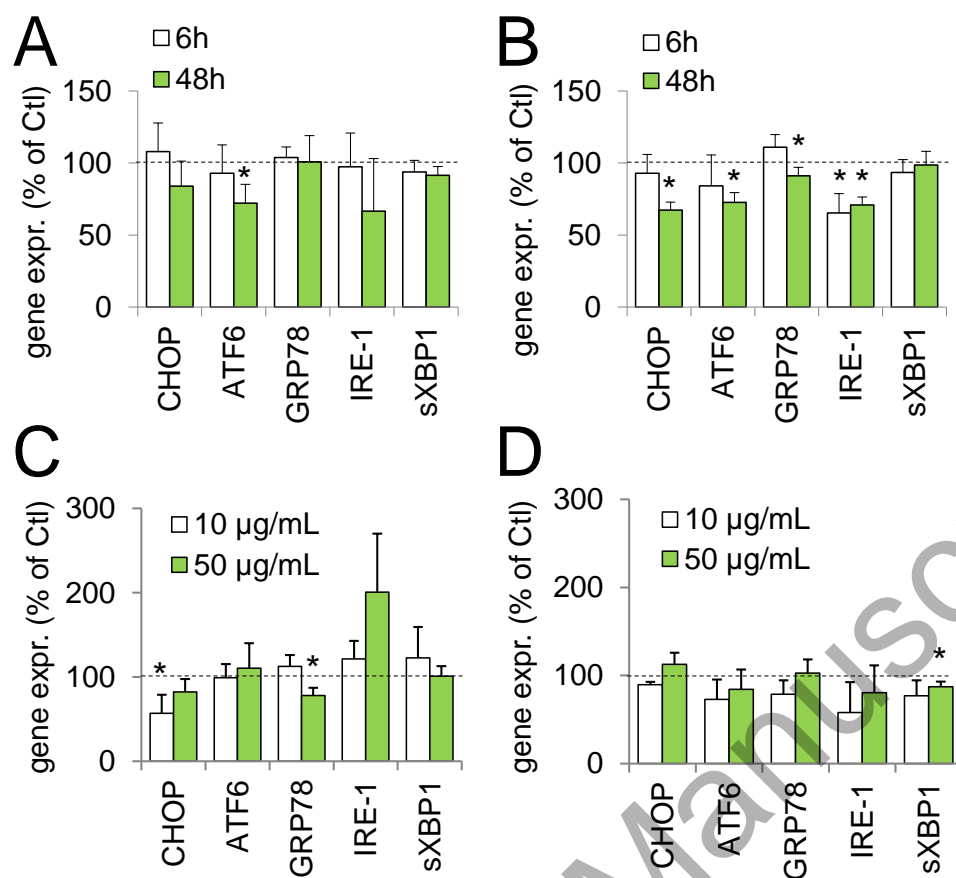 A
6h
48h
gene expr. (% of Ctl)
150
100
50
0
*
CHOP
ATF6
GRP78
IRE-1
sXBP1
B
6h
48h
gene expr. (% of Ctl)
150
100
50
0
* * * * *
CHOP
ATF6
GRP78
IRE-1
sXBP1
C
10 µg/mL
50 µg/mL
gene expr. (% of Ctl)
300
200
100
0
* *
CHOP
ATF6
GRP78
IRE-1
sXBP1
D
10 µg/mL
50 µg/mL
gene expr. (% of Ctl)
300
200
100
0
*
CHOP
ATF6
GRP78
IRE-1
sXBP1
Manusc